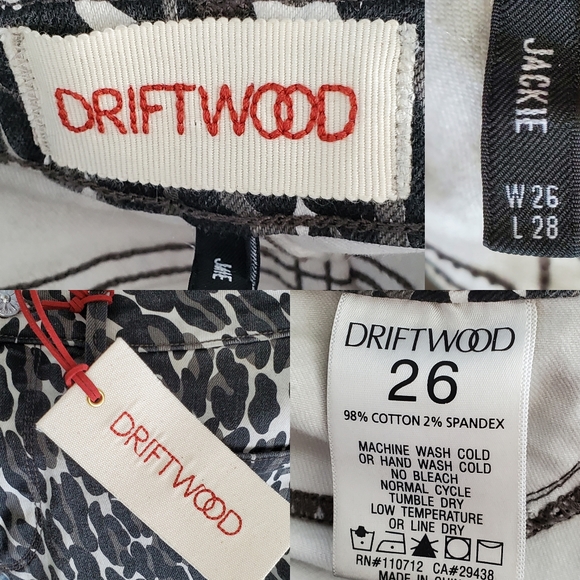 DRIFTWOOD
JACKIE
W 26
L 28
DRIFTWOOD
DRIFTWOOD
26
98% COTTON 2% SPANDEX
MACHINE WASH COLD
OR HAND WASH COLD
NO BLEACH
NORMAL CYCLE
TUMBLE DRY
LOW TEMPERATURE
OR LINE DRY
RN#110712 CA#29438
MADE IN